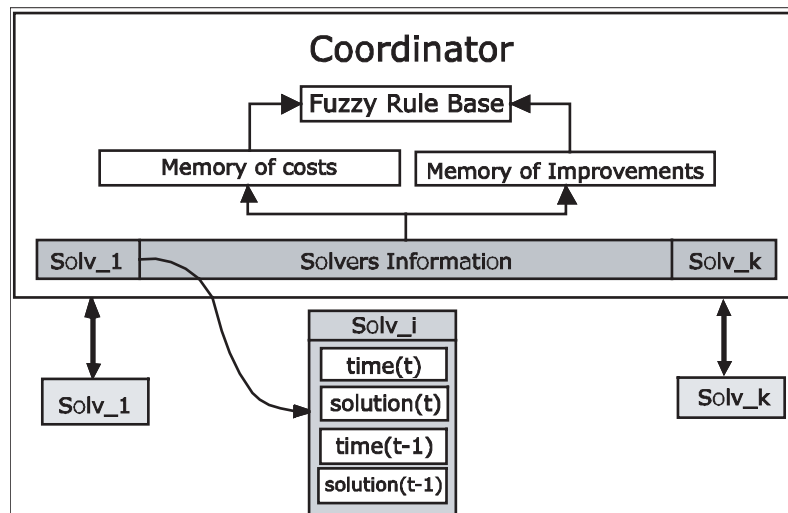 Coordinator
Fuzzy Rule Base
Memory of costs
Memory of Improvements
Solv_1
Solvers Information
Solv_k
Solv_i
time(t)
solution(t)
time(t-1)
solution(t-1)
Solv_1
Solv_k